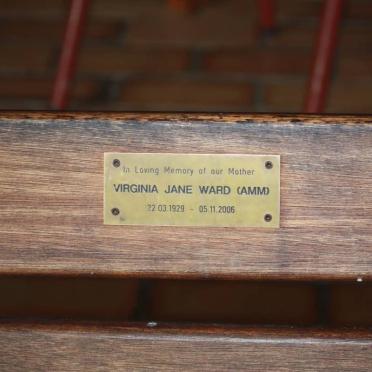 In Loving Memory of our Mother
VIRGINIA JANE WARD (AMM)
22.03.1929 - 05.11.2006